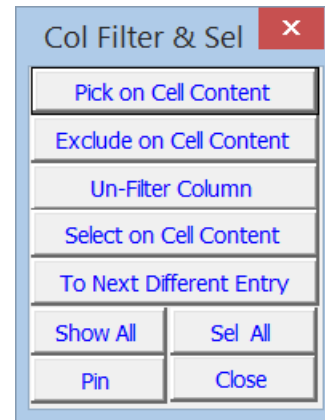 Col Filter & Sel ×
Pick on Cell Content
Exclude on Cell Content
Un-Filter Column
Select on Cell Content
To Next Different Entry
Show All Sel All
Pin Close